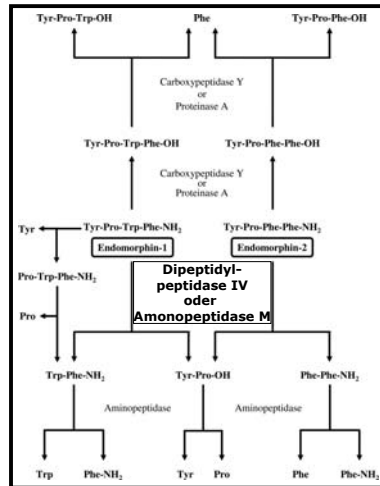 Tyr-Pro-Trp-OH Phe Tyr-Pro-Phe-OH
Carboxypeptidase Y
or
Proteinase A
Tyr-Pro-Trp-Phe-OH Tyr-Pro-Phe-Phe-OH
Carboxypeptidase Y
or
Proteinase A
Tyr Tyr-Pro-Trp-Phe-NH₂ Tyr-Pro-Phe-Phe-NH₂
Endomorphin-1 Endomorphin-2
Pro-Trp-Phe-NH₂
Dipeptidyl-
peptidase IV
oder
Amonopeptidase M
Pro
Trp-Phe-NH₂ Tyr-Pro-OH Phe-Phe-NH₂
Aminopeptidase Aminopeptidase
Trp Phe-NH₂ Tyr Pro Phe Phe-NH₂